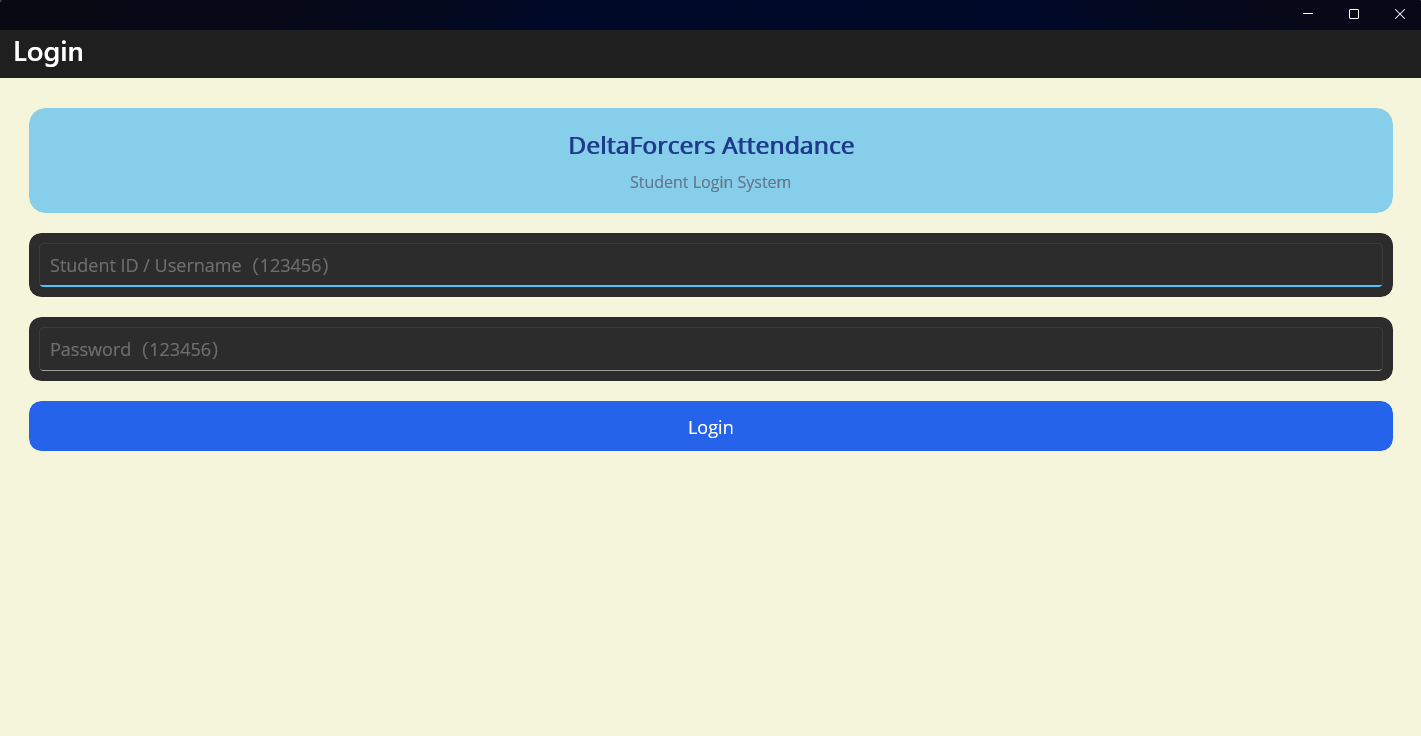 Login
DeltaForcers Attendance
Student Login System
Student ID / Username（123456）
Password（123456）
Login